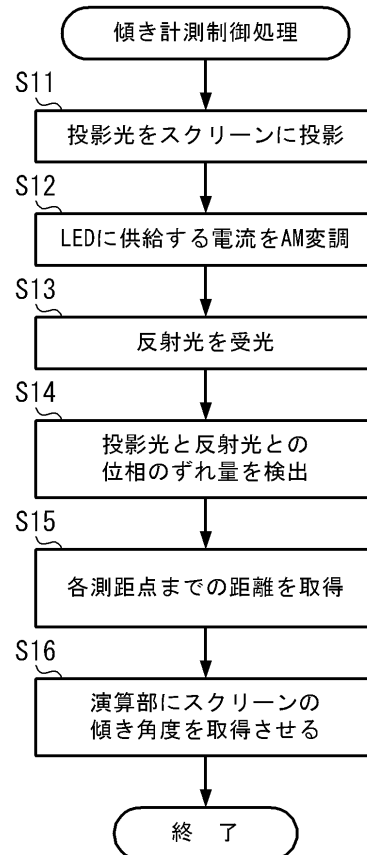 傾き計測制御処理
S11
投影光をスクリーンに投影
S12
LEDに供給する電流をAM変調
S13
反射光を受光
S14
投影光と反射光との
位相のずれ量を検出
S15
各測距点までの距離を取得
S16
演算部にスクリーンの
傾き角度を取得させる
終 了